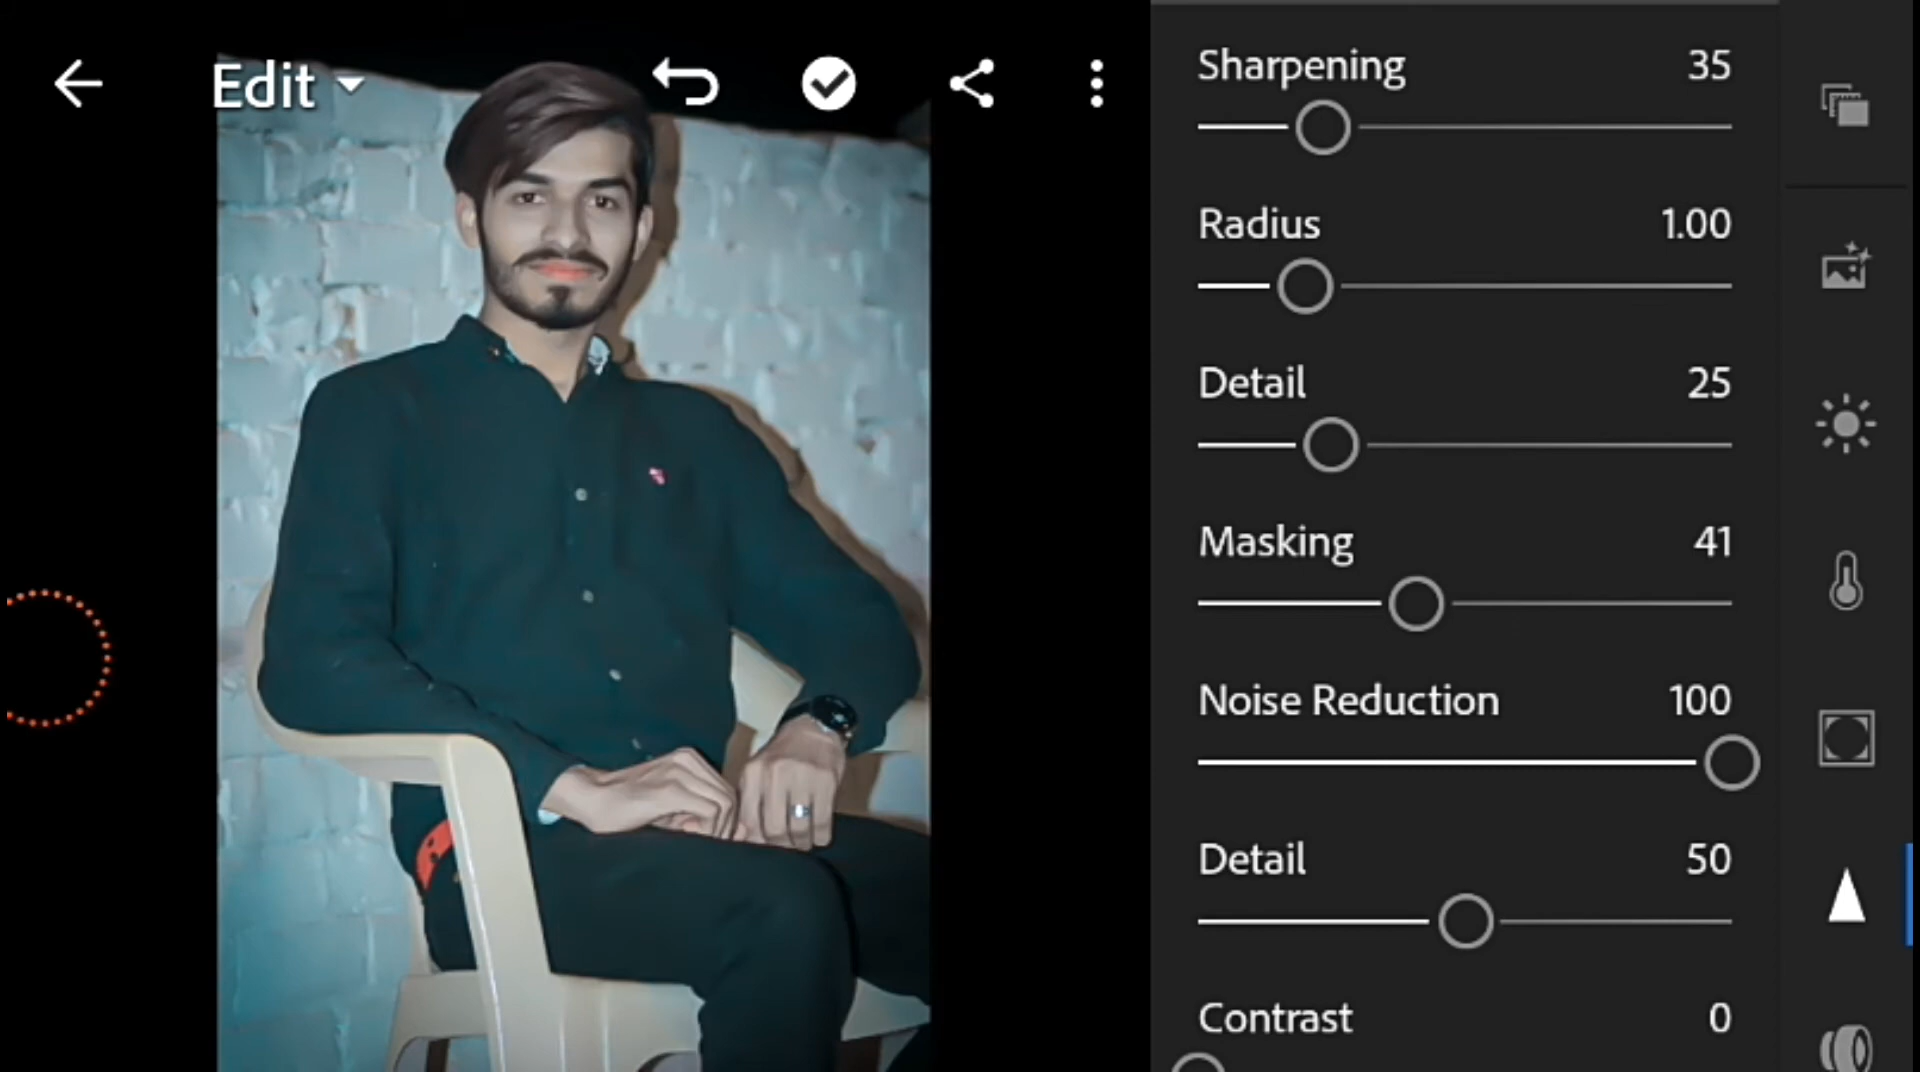 Edit
Sharpening 35
Radius 1.00
Detail 25
Masking 41
Noise Reduction 100
Detail 50
Contrast 0